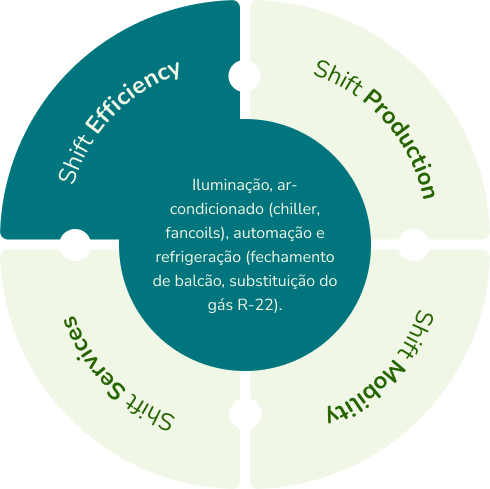 Shift Efficiency
Shift Production
Iluminação, ar-
condicionado (chiller,
fancoils), automação e
refrigeração (fechamento
de balcão, substituição do
gás R-22).
Shift Services
Shift Mobility